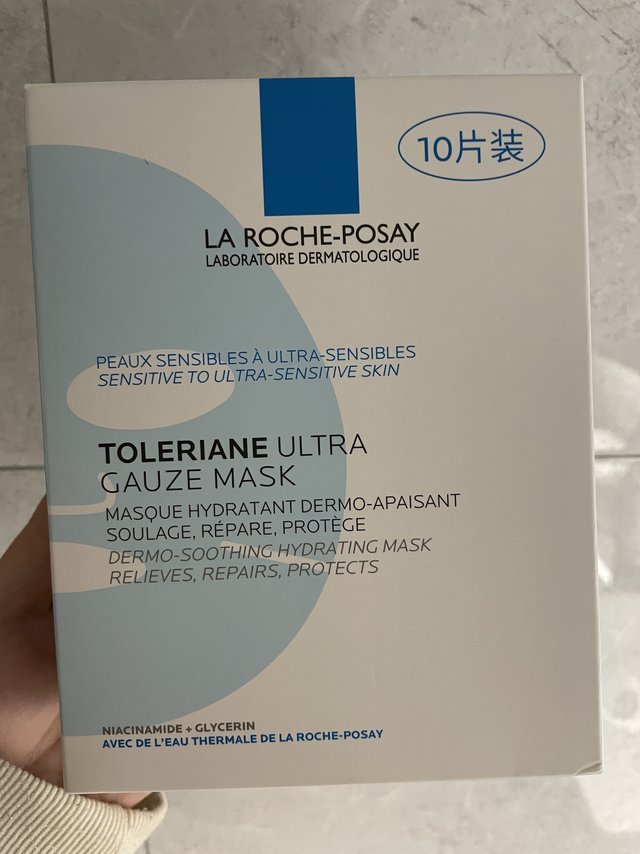 10片装
LA ROCHE-POSAY
LABORATOIRE DERMATOLOGIQUE
PEAUX SENSIBLES À ULTRA-SENSIBLES
SENSITIVE TO ULTRA-SENSITIVE SKIN
TOLERIANE ULTRA
GAUZE MASK
MASQUE HYDRATANT DERMO-APAISANT
SOULAGE, RÉPARE, PROTÈGE
DERMO-SOOTHING HYDRATING MASK
RELIEVES, REPAIRS, PROTECTS
NIACINAMIDE + GLYCERIN
AVEC DE L'EAU THERMALE DE LA ROCHE-POSAY